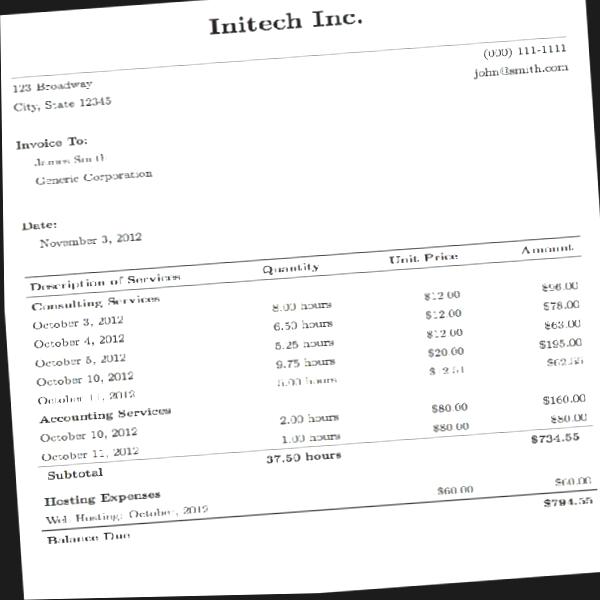 Initech Inc.
123 Broadway (000) 111-1111
City, State 12345 john@smith.com
Invoice To:
James Smith
Generic Corporation
Date:
November 3, 2012
Description of Services Quantity Unit Price Amount
Consulting Services
October 3, 2012 8.00 hours $12.00 $96.00
October 4, 2012 6.50 hours $12.00 $78.00
October 5, 2012 5.25 hours $12.00 $63.00
October 10, 2012 9.75 hours $20.00 $195.00
October 11, 2012 5.00 hours $62.55
Accounting Services
October 10, 2012 2.00 hours $80.00 $160.00
October 11, 2012 1.00 hours $80.00 $80.00
Subtotal 37.50 hours $734.55
Hosting Expenses
Web Hosting: October, 2012 $60.00 $60.00
Balance Due $794.55